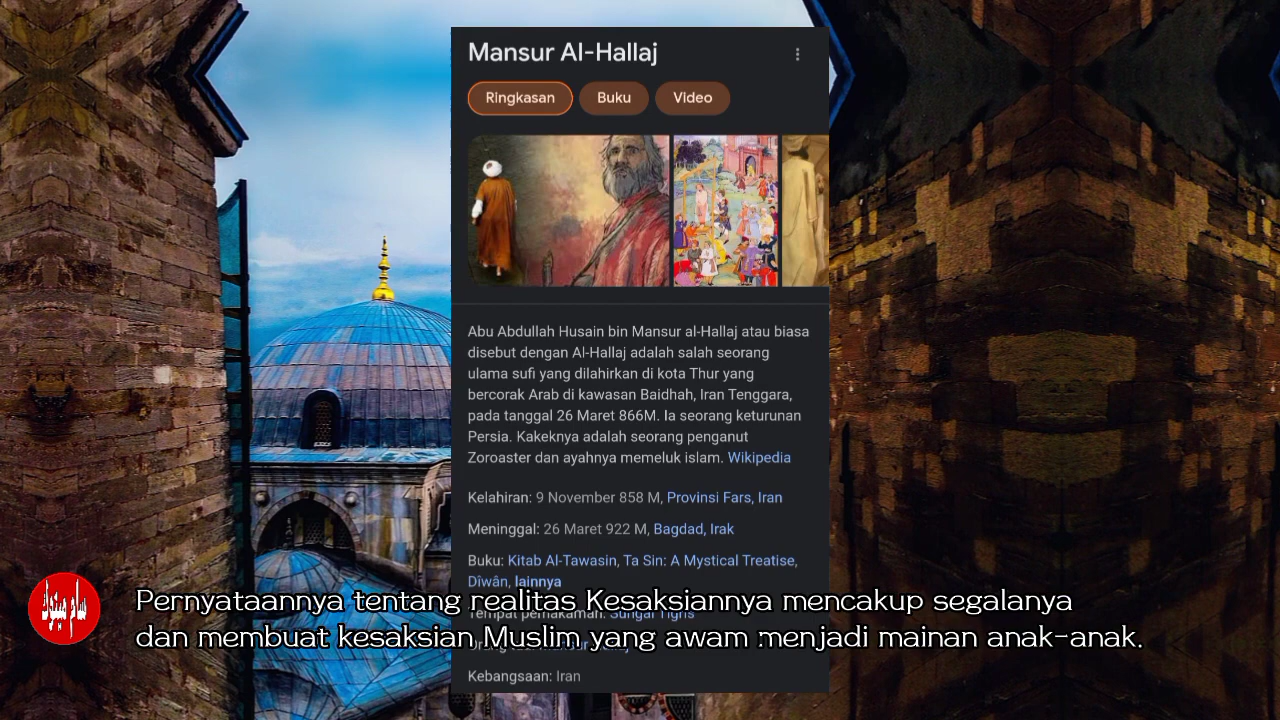 Mansur Al-Hallaj
Ringkasan
Buku
Video
Abu Abdullah Husain bin Mansur al-Hallaj atau biasa
disebut dengan Al-Hallaj adalah salah seorang
ulama sufi yang dilahirkan di kota Thur yang
bercorak Arab di kawasan Baidhah, Iran Tenggara,
pada tanggal 26 Maret 866M. Ia seorang keturunan
Persia. Kakeknya adalah seorang penganut
Zoroaster dan ayahnya memeluk islam. Wikipedia
Kelahiran: 9 November 858 M, Provinsi Fars, Iran
Meninggal: 26 Maret 922 M, Bagdad, Irak
Buku: Kitab Al-Tawasin, Ta Sin: A Mystical Treatise,
Dîwân, lainnya
Pernyataannya tentang realitas Kesaksiannya mencakup segalanya
Tempat pemakaman: Sungai Tigris
dan membuat kesaksian Muslim yang awam menjadi mainan anak-anak.
Kebangsaan: Iran